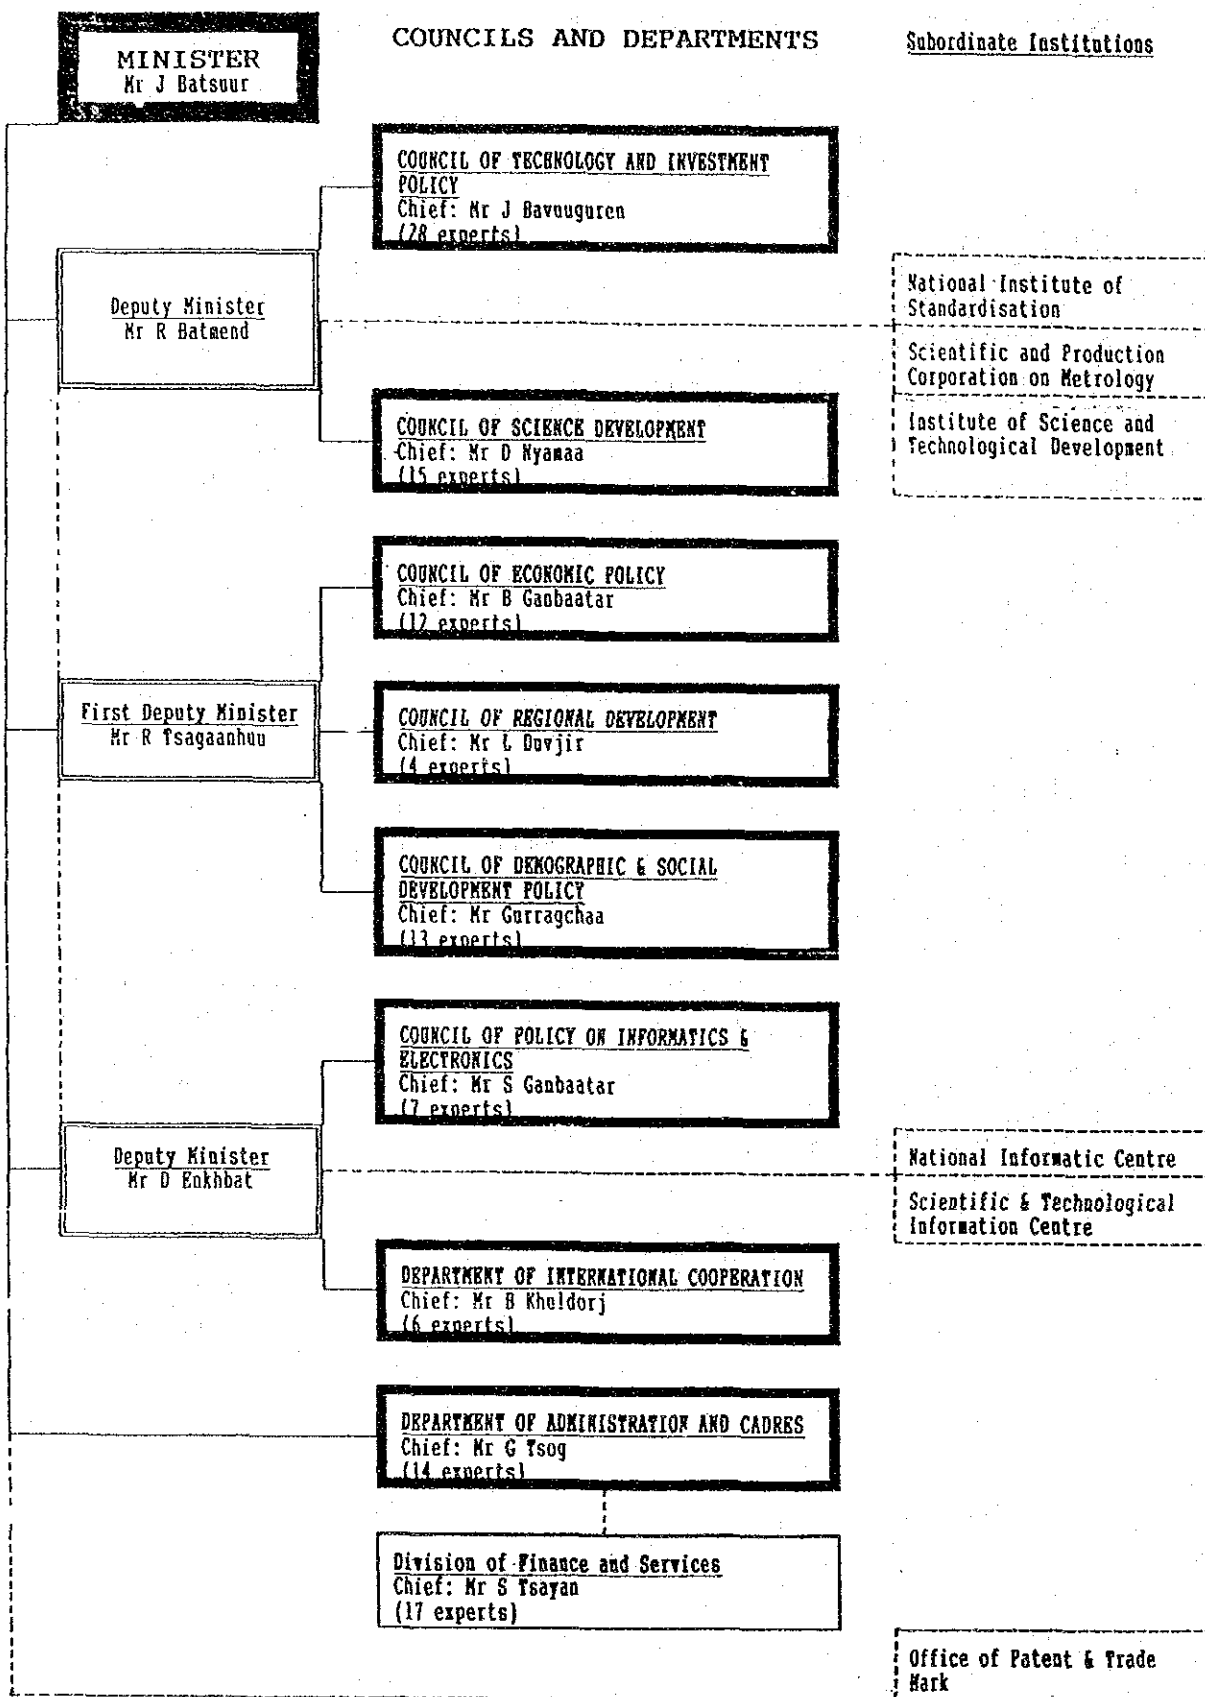 COUNCILS AND DEPARTMENTS
Subordinate Institutions
MINISTER
Mr J Batsuur
COUNCIL OF TECHNOLOGY AND INVESTMENT
POLICY
Chief: Mr J Bavuuguren
(28 experts)
Deputy Minister
Mr R Batmend
National Institute of
Standardisation
Scientific and Production
Corporation on Metrology
Institute of Science and
Technological Development
COUNCIL OF SCIENCE DEVELOPMENT
Chief: Mr D Nyamaa
(15 experts)
COUNCIL OF ECONOMIC POLICY
Chief: Mr B Ganbaatar
(12 experts)
First Deputy Minister
Mr R Tsagaanhuu
COUNCIL OF REGIONAL DEVELOPMENT
Chief: Mr L Dovjir
(4 experts)
COUNCIL OF DEMOGRAPHIC & SOCIAL
DEVELOPMENT POLICY
Chief: Mr Gurragchaa
(13 experts)
COUNCIL OF POLICY ON INFORMATICS &
ELECTRONICS
Chief: Mr S Ganbaatar
(7 experts)
Deputy Minister
Mr D Enkhbat
National Informatic Centre
Scientific & Technological
Information Centre
DEPARTMENT OF INTERNATIONAL COOPERATION
Chief: Mr B Khuldorj
(6 experts)
DEPARTMENT OF ADMINISTRATION AND CADRES
Chief: Mr G Tsog
(14 experts)
Division of Finance and Services
Chief: Mr S Tsayan
(17 experts)
Office of Patent & Trade
Mark